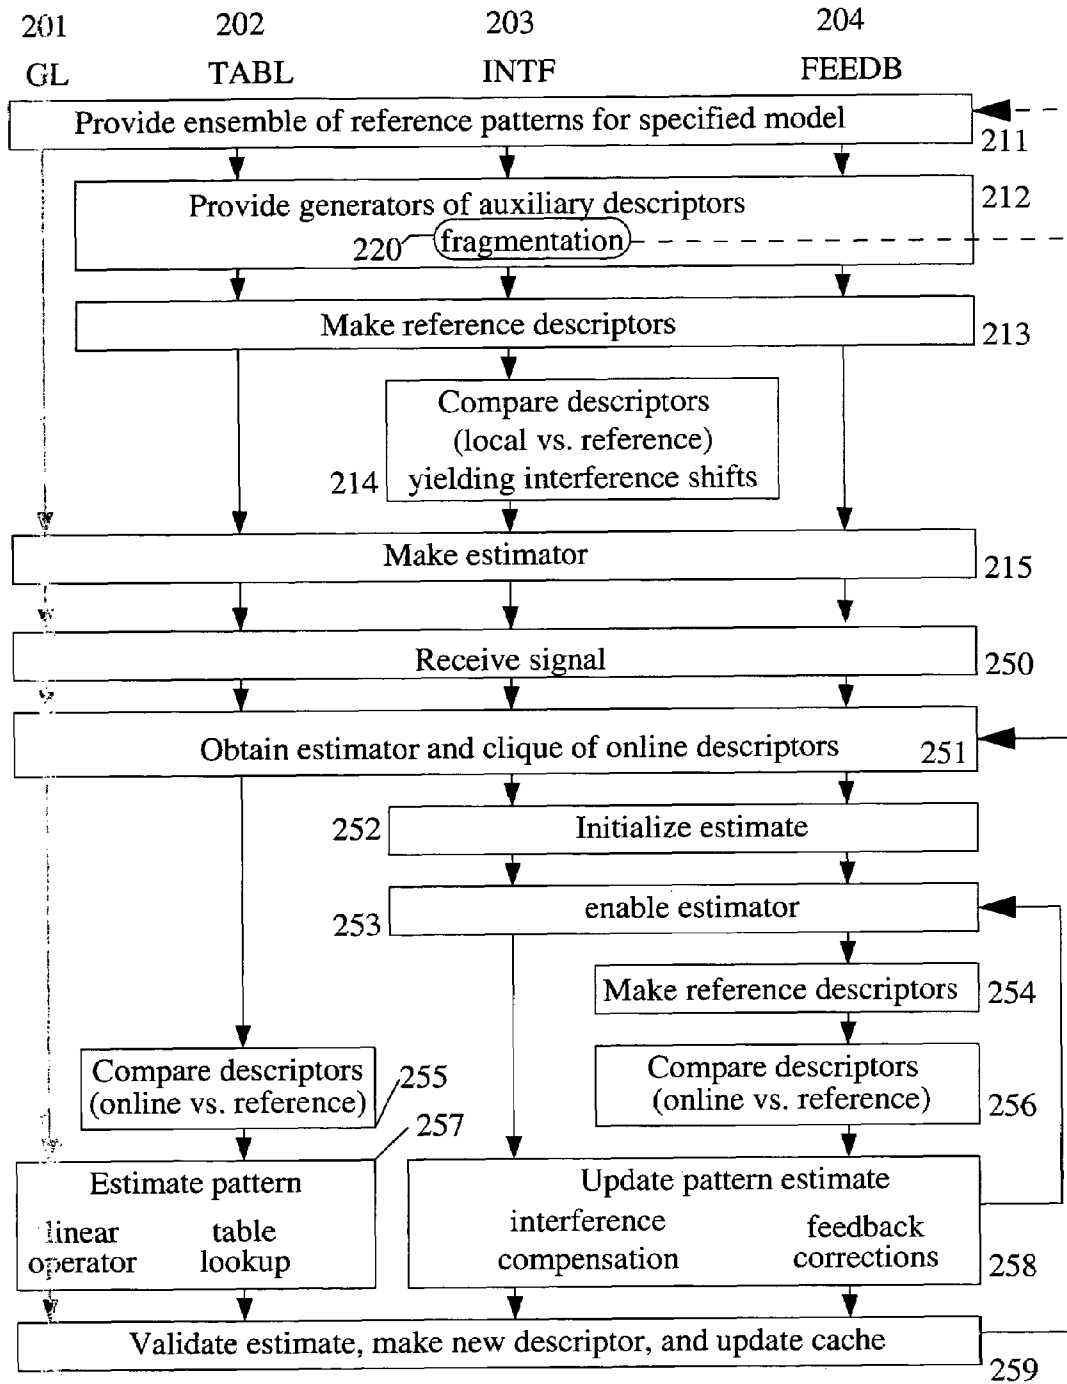 201 202 203 204
GL TABL INTF FEEDB
Provide ensemble of reference patterns for specified model
211
Provide generators of auxiliary descriptors
212
220 fragmentation
Make reference descriptors
213
Compare descriptors
(local vs. reference)
214 yielding interference shifts
Make estimator
215
Receive signal
250
Obtain estimator and clique of online descriptors
251
252 Initialize estimate
253 enable estimator
Make reference descriptors 254
Compare descriptors
(online vs. reference)
255
Compare descriptors
(online vs. reference)
256
257
Estimate pattern
linear
operator
table
lookup
Update pattern estimate
interference
compensation
feedback
corrections
258
Validate estimate, make new descriptor, and update cache
259